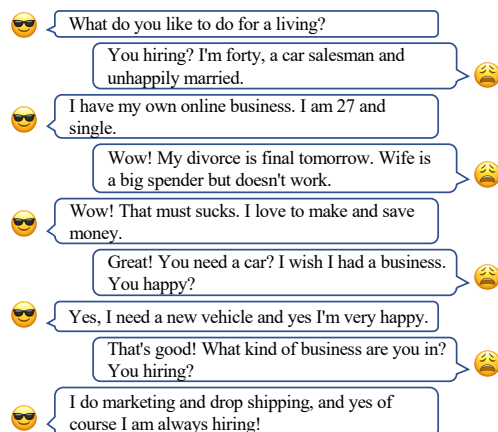 What do you like to do for a living?
You hiring? I'm forty, a car salesman and
unhappily married.
I have my own online business. I am 27 and
single.
Wow! My divorce is final tomorrow. Wife is
a big spender but doesn't work.
Wow! That must sucks. I love to make and save
money.
Great! You need a car? I wish I had a business.
You happy?
Yes, I need a new vehicle and yes I'm very happy.
That's good! What kind of business are you in?
You hiring?
I do marketing and drop shipping, and yes of
course I am always hiring!